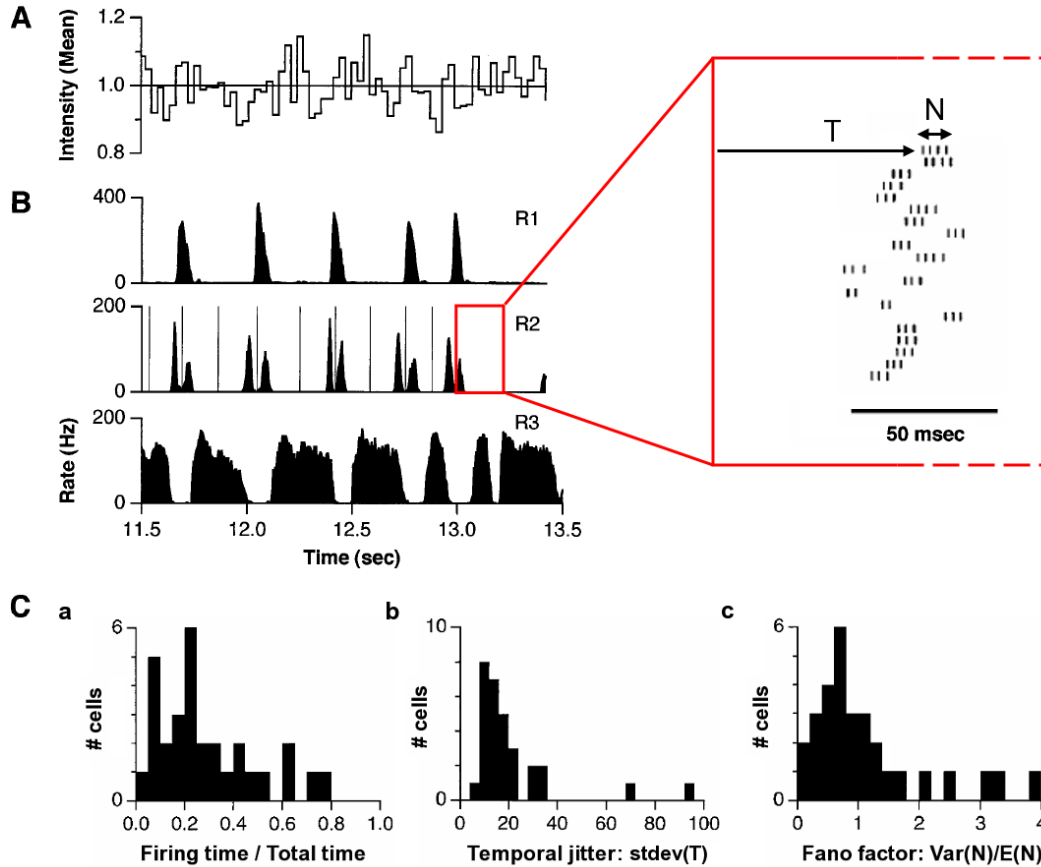 A
Intensity (Mean)
1.2
1.0
0.8
B
400
0
R1
200
0
R2
Rate (Hz)
200
100
0
R3
11.5 12.0 12.5 13.0 13.5
Time (sec)
T
N
50 msec
C
a
# cells
6
0
0.0 0.2 0.4 0.6 0.8 1.0
Firing time / Total time
b
# cells
10
0
0 20 40 60 80 100
Temporal jitter: stdev(T)
c
# cells
6
0
0 1 2 3 4
Fano factor: Var(N)/E(N)